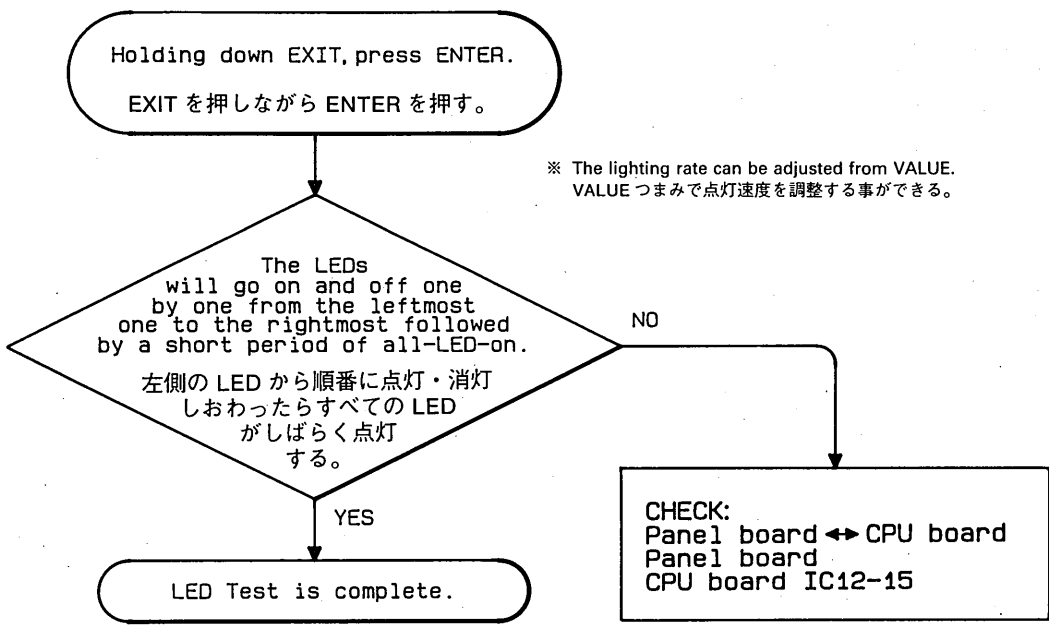 Holding down EXIT, press ENTER.
EXIT を押しながら ENTER を押す。
※ The lighting rate can be adjusted from VALUE.
VALUE つまみで点灯速度を調整する事ができる。
The LEDs
will go on and off one
by one from the leftmost
one to the rightmost followed
by a short period of all-LED-on.
左側の LED から順番に点灯・消灯
しおわったらすべての LED
がしばらく点灯
する。
NO
YES
CHECK:
Panel board ↔ CPU board
Panel board
CPU board IC12-15
LED Test is complete.